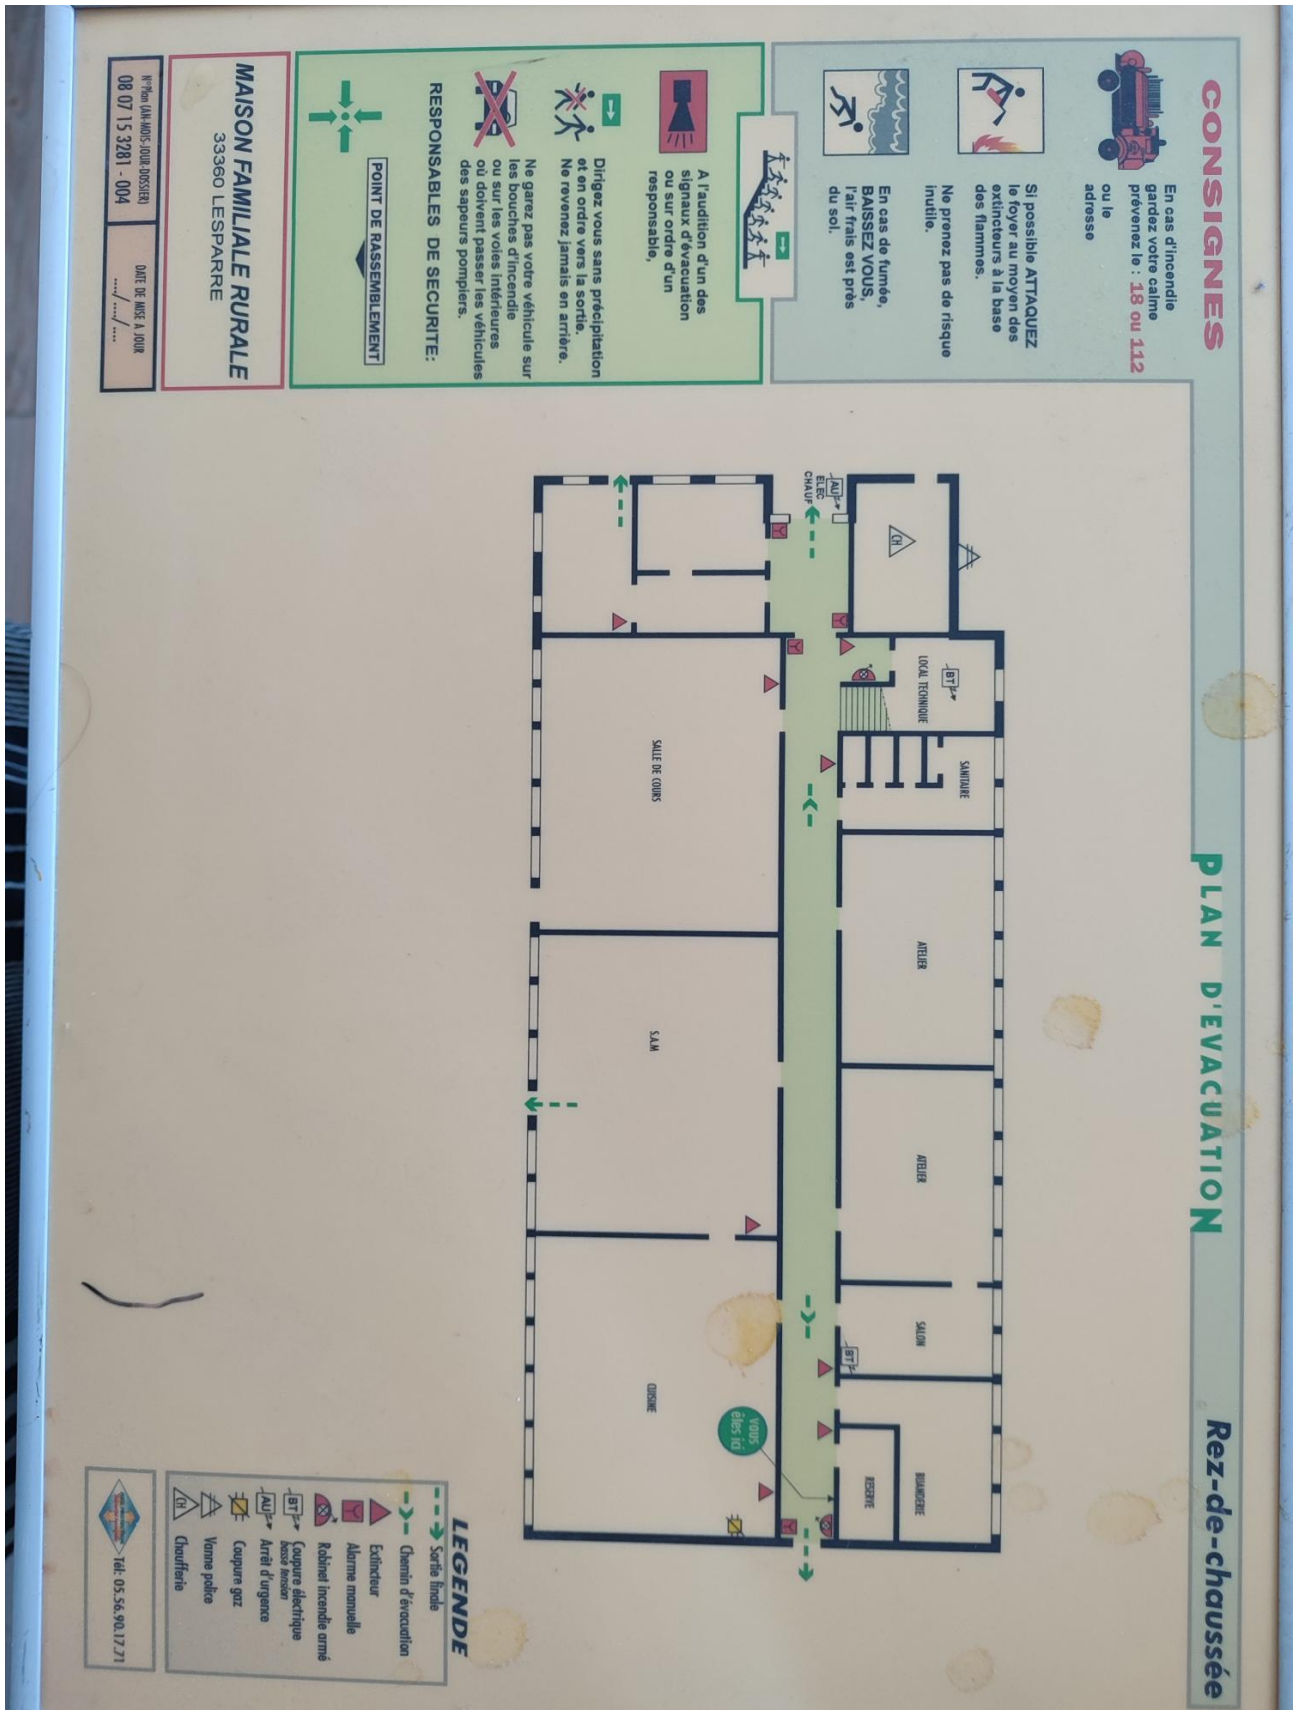 PLAN D'EVACUATION
Rez-de-chaussée
CONSIGNES
En cas d'incendie
gardez votre calme
prévenez le : 18 ou 112
ou le
adresse
Si possible ATTAQUEZ
le foyer au moyen des
extincteurs à la base
des flammes.
Ne prenez pas de risque
inutile.
En cas de fumée,
BAISSEZ VOUS,
l'air frais est près
du sol.
A l'audition d'un des
signaux d'évacuation
ou sur ordre d'un
responsable,
Dirigez vous sans précipitation
et en ordre vers la sortie.
Ne revenez jamais en arrière.
Ne garez pas votre véhicule sur
les bouches d'incendie
ou sur les voies intérieures
où doivent passer les véhicules
des sapeurs pompiers.
RESPONSABLES DE SECURITE:
POINT DE RASSEMBLEMENT
MAISON FAMILIALE RURALE
33360 LESPARRE
N°Plan (AN-MOIS-JOUR-DOSSIER)
08 07 15 3281 - 004
DATE DE MISE A JOUR
..../ ..../ ....
CH
AU
ELEC
CHAUF
BT
LOCAL TECHNIQUE
SANITAIRE
ATELIER
ATELIER
SALON
BT
BUANDERIE
RESERVE
SALLE DE COURS
S.A.M
CUISINE
VOUS
êtes ici
LEGENDE
Sortie finale
Chemin d'évacuation
Extincteur
Alarme manuelle
Robinet incendie armé
BT Coupure électrique
basse tension
AU Arrêt d'urgence
Coupure gaz
Vanne police
CH Chaufferie
Tél: 05.56.90.17.71